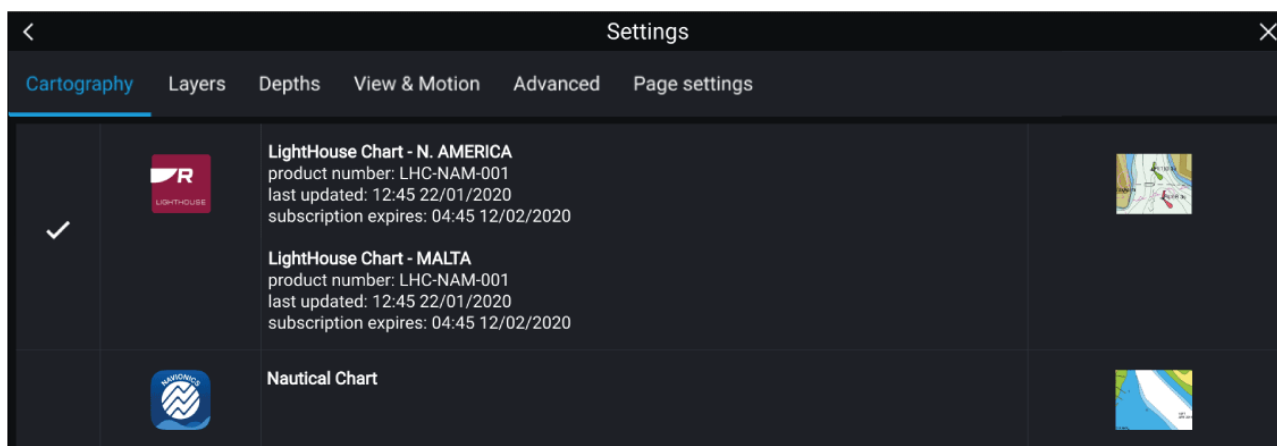 Settings
Cartography Layers Depths View & Motion Advanced Page settings
LightHouse Chart - N. AMERICA
product number: LHC-NAM-001
last updated: 12:45 22/01/2020
subscription expires: 04:45 12/02/2020
R
LIGHTHOUSE
LightHouse Chart - MALTA
product number: LHC-NAM-001
last updated: 12:45 22/01/2020
subscription expires: 04:45 12/02/2020
NAVIONICS
Nautical Chart